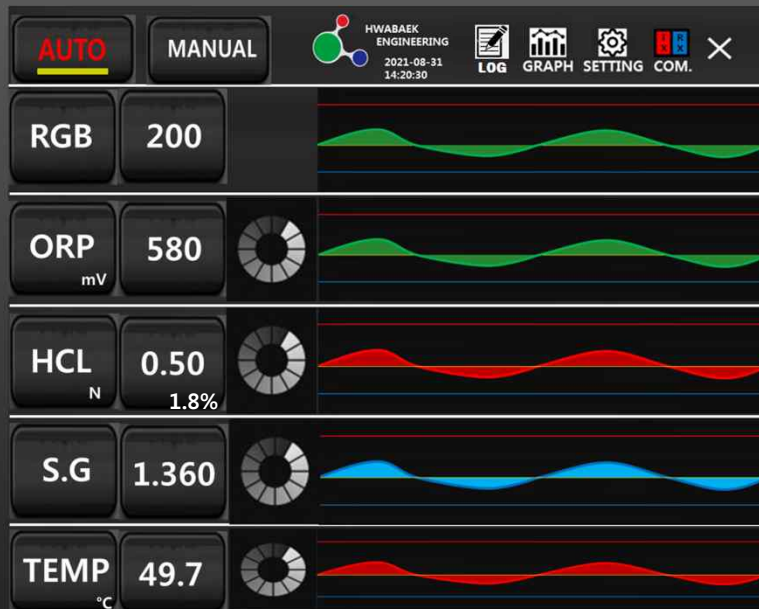 AUTO
MANUAL
HWABAEK
ENGINEERING
2021-08-31
14:20:30
LOG
GRAPH
SETTING
COM.
T
X
R
X
RGB
200
ORP
mV
580
HCL
N
0.50
1.8%
S.G
1.360
TEMP
°C
49.7